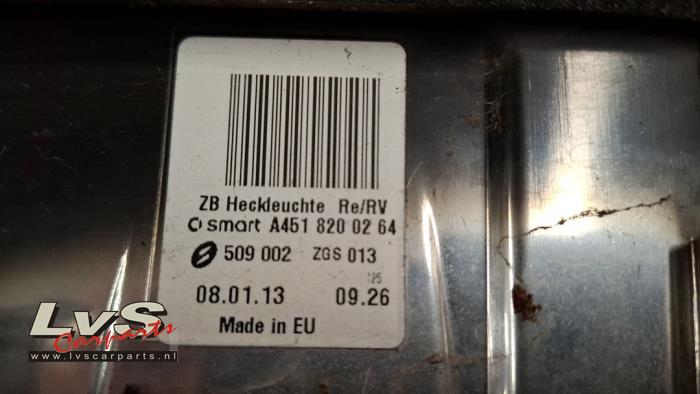 ZB Heckleuchte Re/RV
smart A451 820 02 64
509 002 ZGS 013
125
08.01.13 09.26
Made in EU
LvS
Carparts
www.lvscarparts.nl